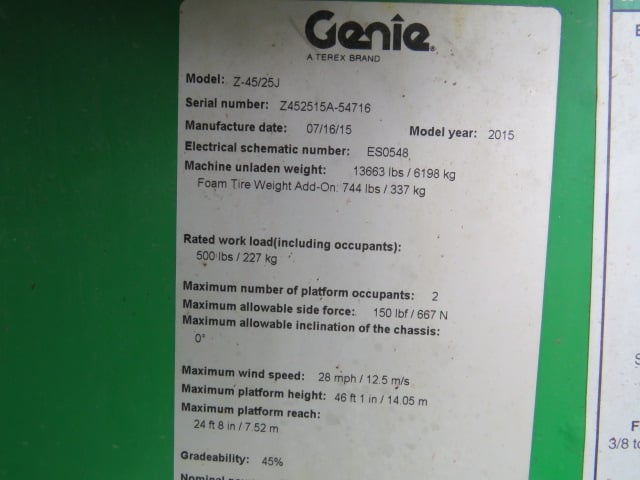 Genie
A TEREX BRAND
Model: Z-45/25J
Serial number: Z452515A-54716
Manufacture date: 07/16/15 Model year: 2015
Electrical schematic number: ES0548
Machine unladen weight: 13663 lbs / 6198 kg
Foam Tire Weight Add-On: 744 lbs / 337 kg
Rated work load(including occupants):
500 lbs / 227 kg
Maximum number of platform occupants: 2
Maximum allowable side force: 150 lbf / 667 N
Maximum allowable inclination of the chassis:
0°
Maximum wind speed: 28 mph / 12.5 m/s
Maximum platform height: 46 ft 1 in / 14.05 m
Maximum platform reach:
24 ft 8 in / 7.52 m
Gradeability: 45%
3/8 to